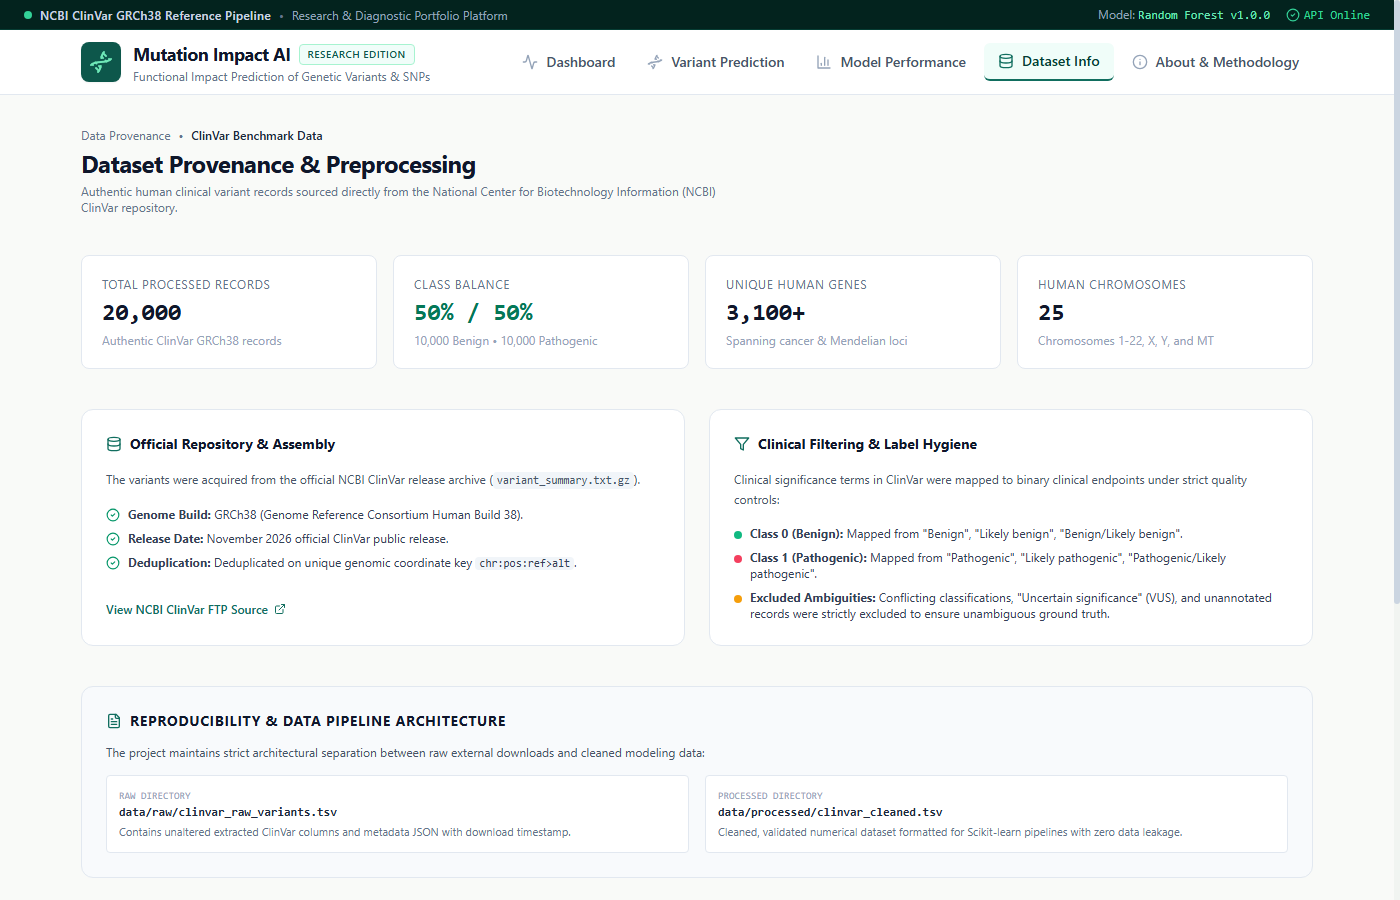 NCBI ClinVar GRCh38 Reference Pipeline • Research & Diagnostic Portfolio Platform
Model: Random Forest v1.0.0 API Online
Mutation Impact AI RESEARCH EDITION
Functional Impact Prediction of Genetic Variants & SNPs
Dashboard Variant Prediction Model Performance Dataset Info About & Methodology
Data Provenance • ClinVar Benchmark Data
Dataset Provenance & Preprocessing
Authentic human clinical variant records sourced directly from the National Center for Biotechnology Information (NCBI)
ClinVar repository.
TOTAL PROCESSED RECORDS
20,000
Authentic ClinVar GRCh38 records
CLASS BALANCE
50% / 50%
10,000 Benign • 10,000 Pathogenic
UNIQUE HUMAN GENES
3,100+
Spanning cancer & Mendelian loci
HUMAN CHROMOSOMES
25
Chromosomes 1-22, X, Y, and MT
Official Repository & Assembly
The variants were acquired from the official NCBI ClinVar release archive ( variant_summary.txt.gz ).
Genome Build: GRCh38 (Genome Reference Consortium Human Build 38).
Release Date: November 2026 official ClinVar public release.
Deduplication: Deduplicated on unique genomic coordinate key chr:pos:ref>alt .
View NCBI ClinVar FTP Source
Clinical Filtering & Label Hygiene
Clinical significance terms in ClinVar were mapped to binary clinical endpoints under strict quality
controls:
Class 0 (Benign): Mapped from "Benign", "Likely benign", "Benign/Likely benign".
Class 1 (Pathogenic): Mapped from "Pathogenic", "Likely pathogenic", "Pathogenic/Likely
pathogenic".
Excluded Ambiguities: Conflicting classifications, "Uncertain significance" (VUS), and unannotated
records were strictly excluded to ensure unambiguous ground truth.
REPRODUCIBILITY & DATA PIPELINE ARCHITECTURE
The project maintains strict architectural separation between raw external downloads and cleaned modeling data:
RAW DIRECTORY
data/raw/clinvar_raw_variants.tsv
Contains unaltered extracted ClinVar columns and metadata JSON with download timestamp.
PROCESSED DIRECTORY
data/processed/clinvar_cleaned.tsv
Cleaned, validated numerical dataset formatted for Scikit-learn pipelines with zero data leakage.